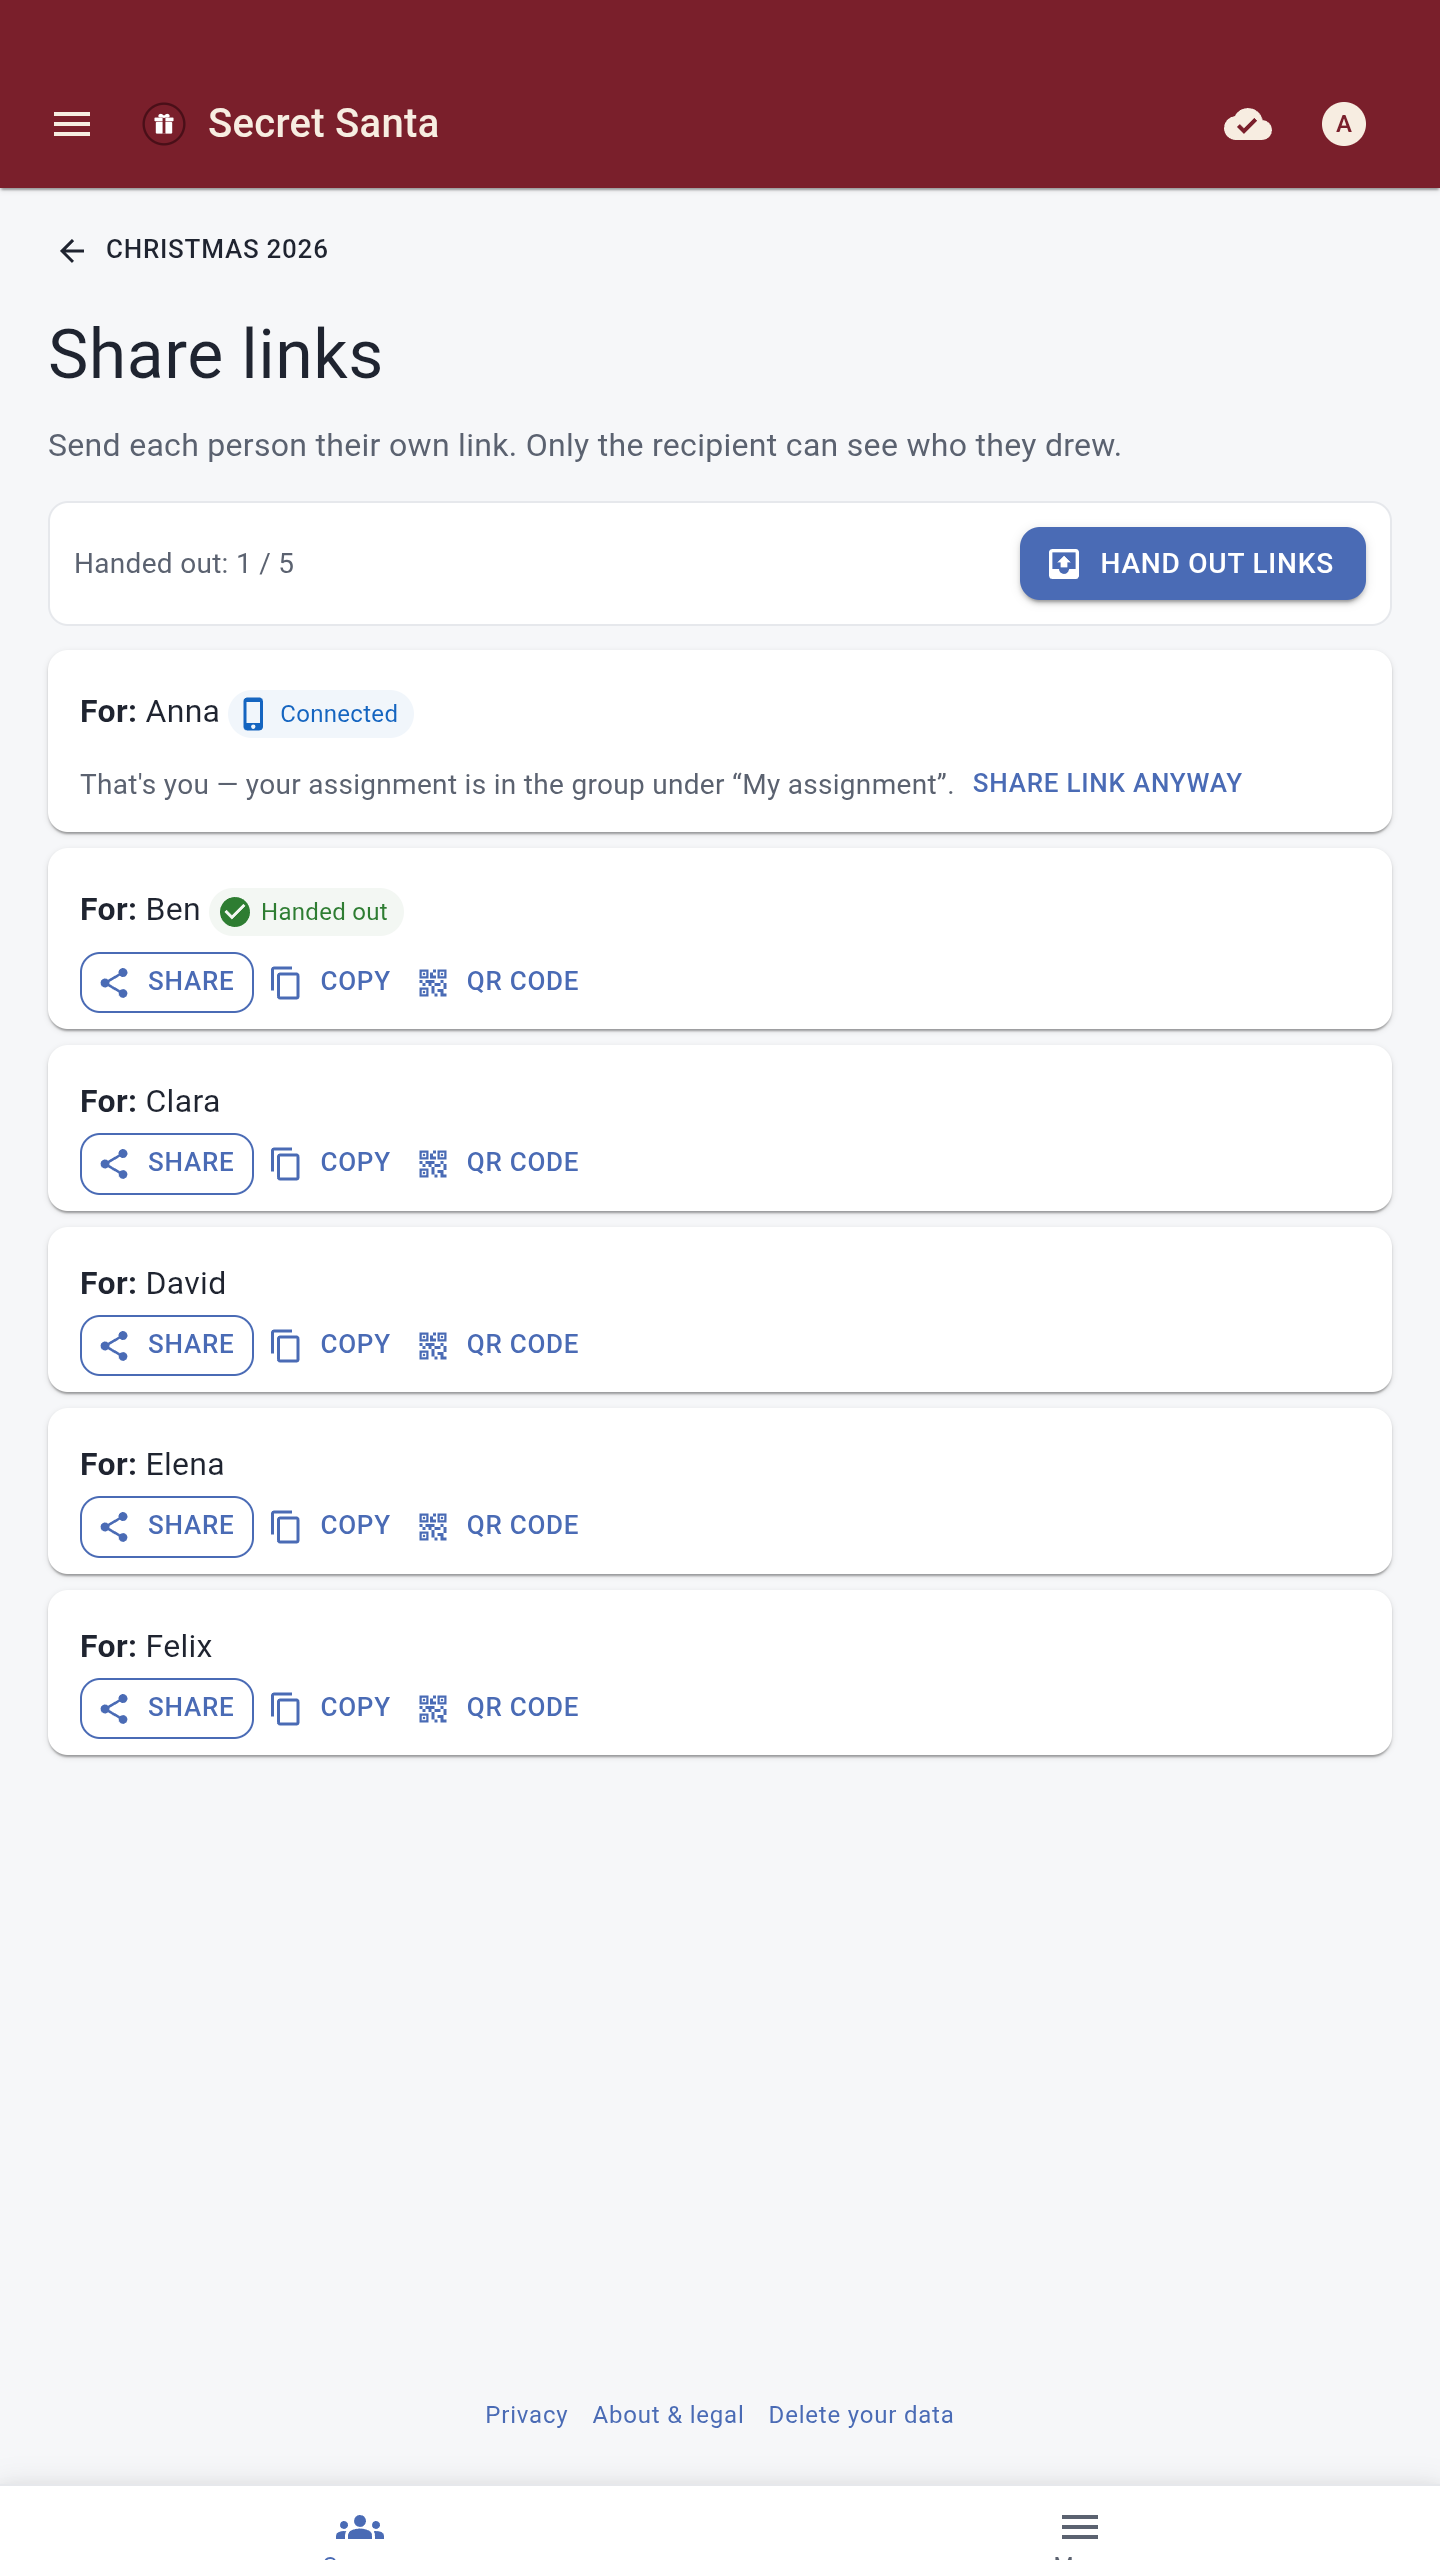 Secret Santa
A
CHRISTMAS 2026
Share links
Send each person their own link. Only the recipient can see who they drew.
Handed out: 1 / 5
HAND OUT LINKS
For: Anna Connected
That's you — your assignment is in the group under “My assignment”. SHARE LINK ANYWAY
For: Ben Handed out
SHARE COPY QR CODE
For: Clara
SHARE COPY QR CODE
For: David
SHARE COPY QR CODE
For: Elena
SHARE COPY QR CODE
For: Felix
SHARE COPY QR CODE
Privacy About & legal Delete your data